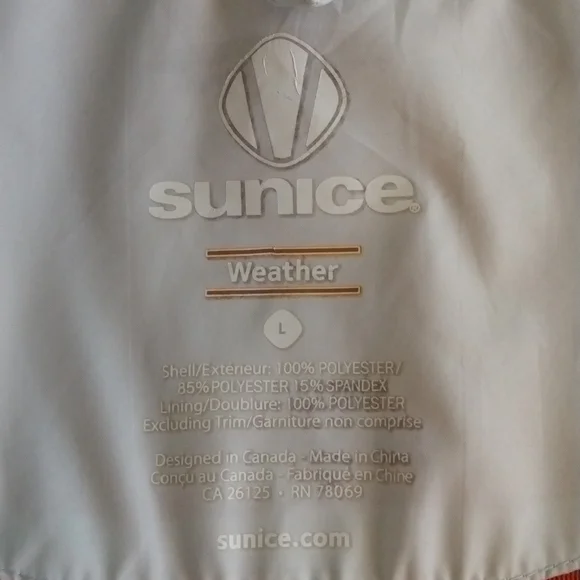 sunice®
Weather
L
Shell/Extérieur: 100% POLYESTER/
85% POLYESTER 15% SPANDEX
Lining/Doublure: 100% POLYESTER
Excluding Trim/Garniture non comprise
Designed in Canada - Made in China
Conçu au Canada - Fabriqué en Chine
CA 26125 • RN 78069
sunice.com